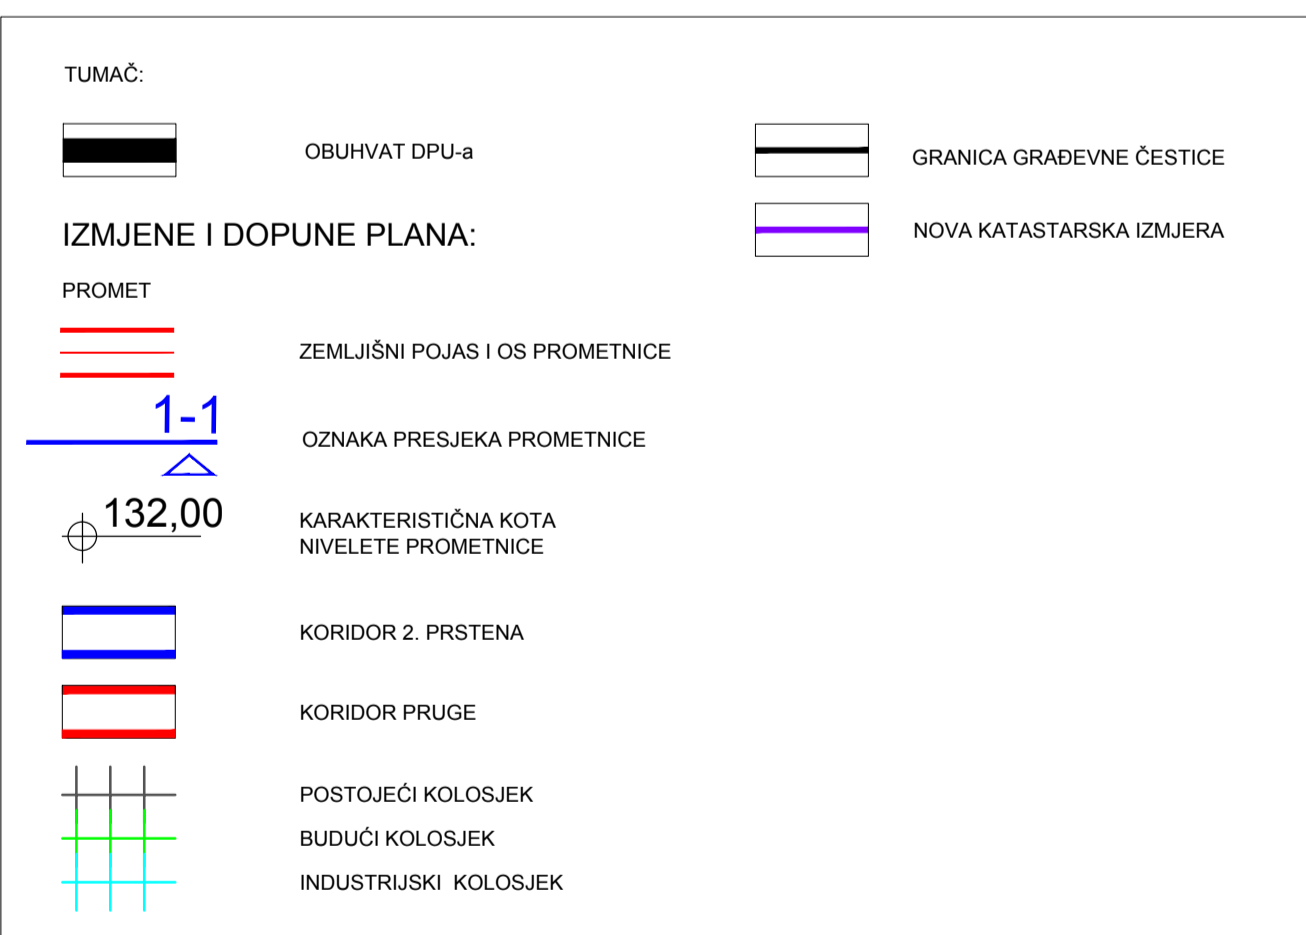 TUMAČ:
OBUHVAT DPU-a
GRANICA GRAĐEVNE ČESTICE
NOVA KATASTARSKA IZMJERA
IZMJENE I DOPUNE PLANA:
PROMET
ZEMLJIŠNI POJAS I OS PROMETNICE
1-1
OZNAKA PRESJEKA PROMETNICE
132,00
KARAKTERISTIČNA KOTA
NIVELETE PROMETNICE
KORIDOR 2. PRSTENA
KORIDOR PRUGE
POSTOJEĆI KOLOSJEK
BUDUĆI KOLOSJEK
INDUSTRIJSKI KOLOSJEK